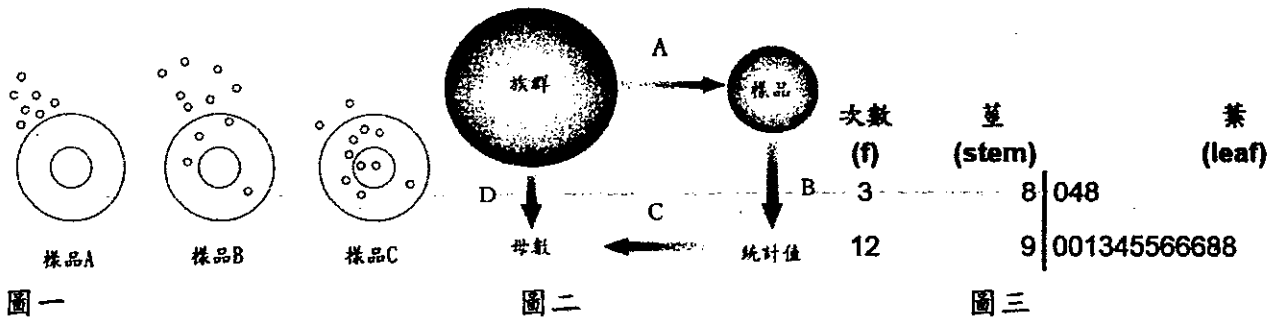 樣品A
樣品B
樣品C
圖一
族群
A
樣品
D
B
母數
C
統計值
圖二
次數 莖 葉
(f) (stem) (leaf)
3 8 048
12 9 001345566688
圖三